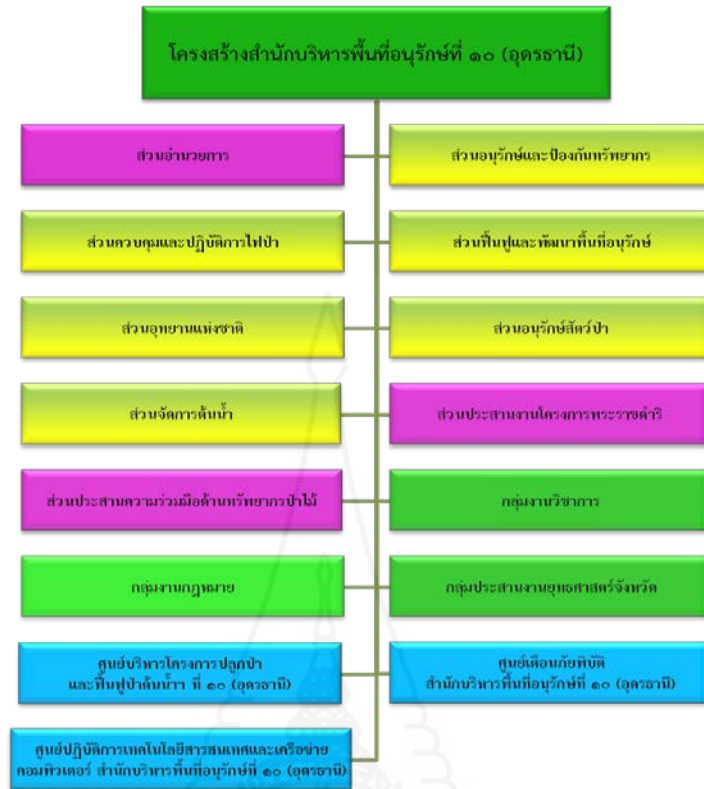 โครงสร้างสำนักบริหารพื้นที่อนุรักษ์ที่ ๑๐ (อุดรธานี)
ส่วนอำนวยการ
ส่วนอนุรักษ์และป้องกันทรัพยากร
ส่วนควบคุมและปฏิบัติการไฟป่า
ส่วนฟื้นฟูและพัฒนาพื้นที่อนุรักษ์
ส่วนอุทยานแห่งชาติ
ส่วนอนุรักษ์สัตว์ป่า
ส่วนจัดการต้นน้ำ
ส่วนประสานงานโครงการพระราชดำริ
ส่วนประสานความร่วมมือด้านทรัพยากรป่าไม้
กลุ่มงานวิชาการ
กลุ่มงานกฎหมาย
กลุ่มประสานงานยุทธศาสตร์จังหวัด
ศูนย์บริหารโครงการปลูกป่า
และฟื้นฟูป่าต้นน้ำฯ ที่ ๑๐ (อุดรธานี)
ศูนย์เตือนภัยพิบัติ
สำนักบริหารพื้นที่อนุรักษ์ที่ ๑๐ (อุดรธานี)
ศูนย์ปฏิบัติการเทคโนโลยีสารสนเทศและเครือข่าย
คอมพิวเตอร์ สำนักบริหารพื้นที่อนุรักษ์ที่ ๑๐ (อุดรธานี)